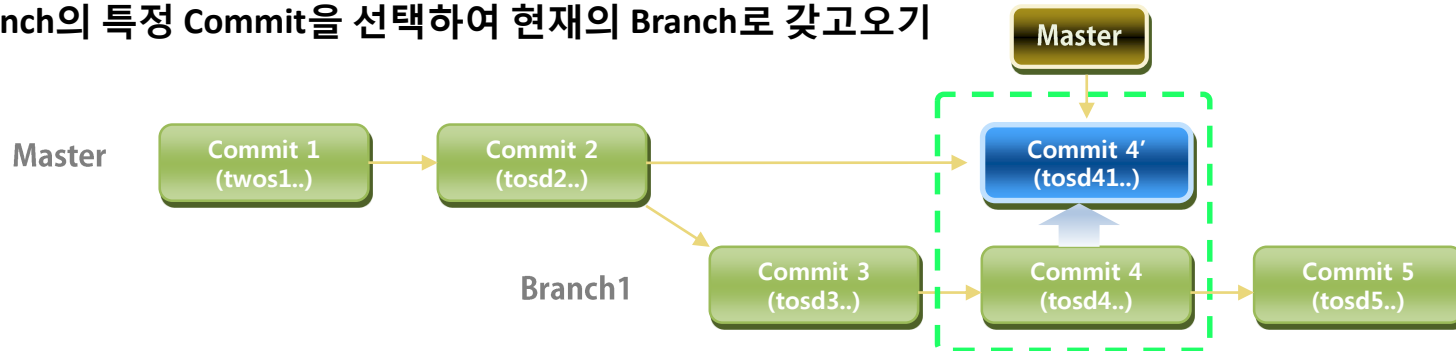 nch의 특정 Commit을 선택하여 현재의 Branch로 갖고오기
Master
Master
Commit 1
(twos1..)
Commit 2
(tosd2..)
Commit 4’
(tosd41..)
Branch1
Commit 3
(tosd3..)
Commit 4
(tosd4..)
Commit 5
(tosd5..)